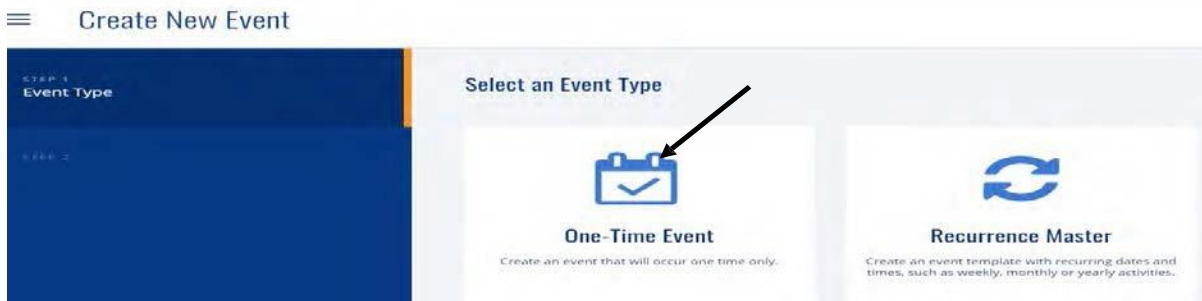 Create New Event
STEP 1
Event Type
STEP 2
Select an Event Type
One-Time Event
Create an event that will occur one time only.
Recurrence Master
Create an event template with recurring dates and
times, such as weekly, monthly or yearly activities.